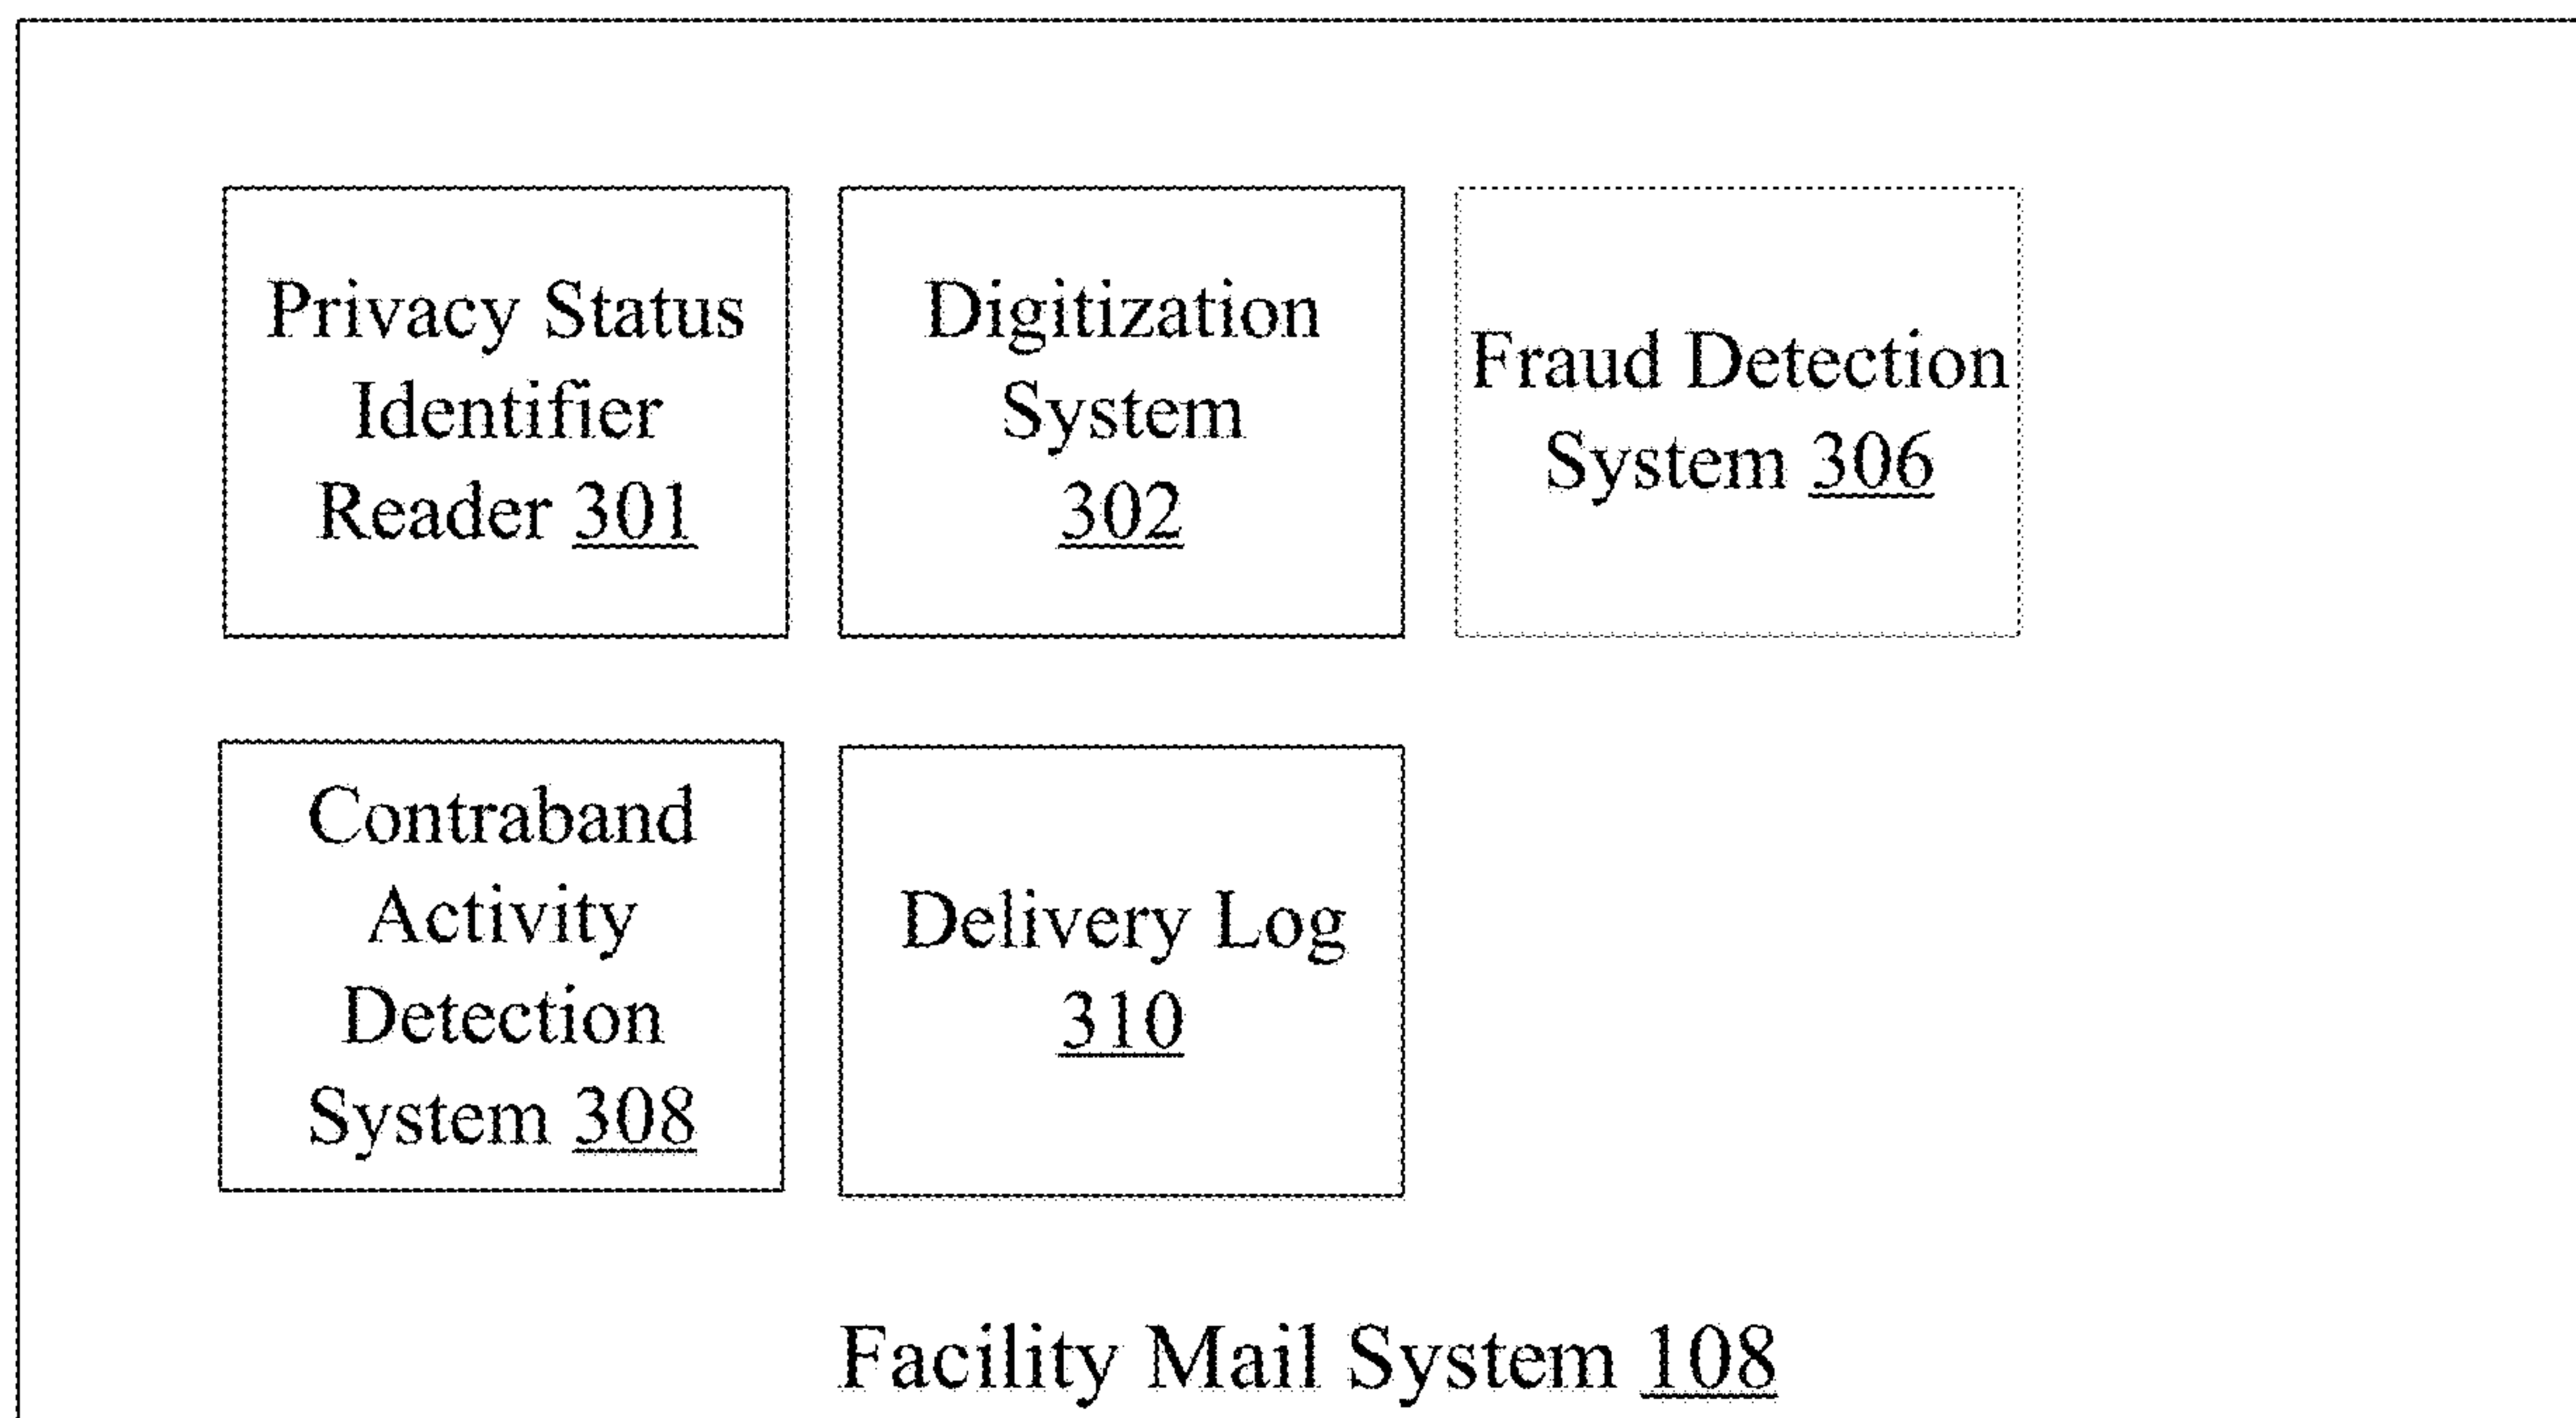 Privacy Status
Identifier
Reader 301
Digitization
System
302
Fraud Detection
System 306
Contraband
Activity
Detection
System 308
Delivery Log
310
Facility Mail System 108